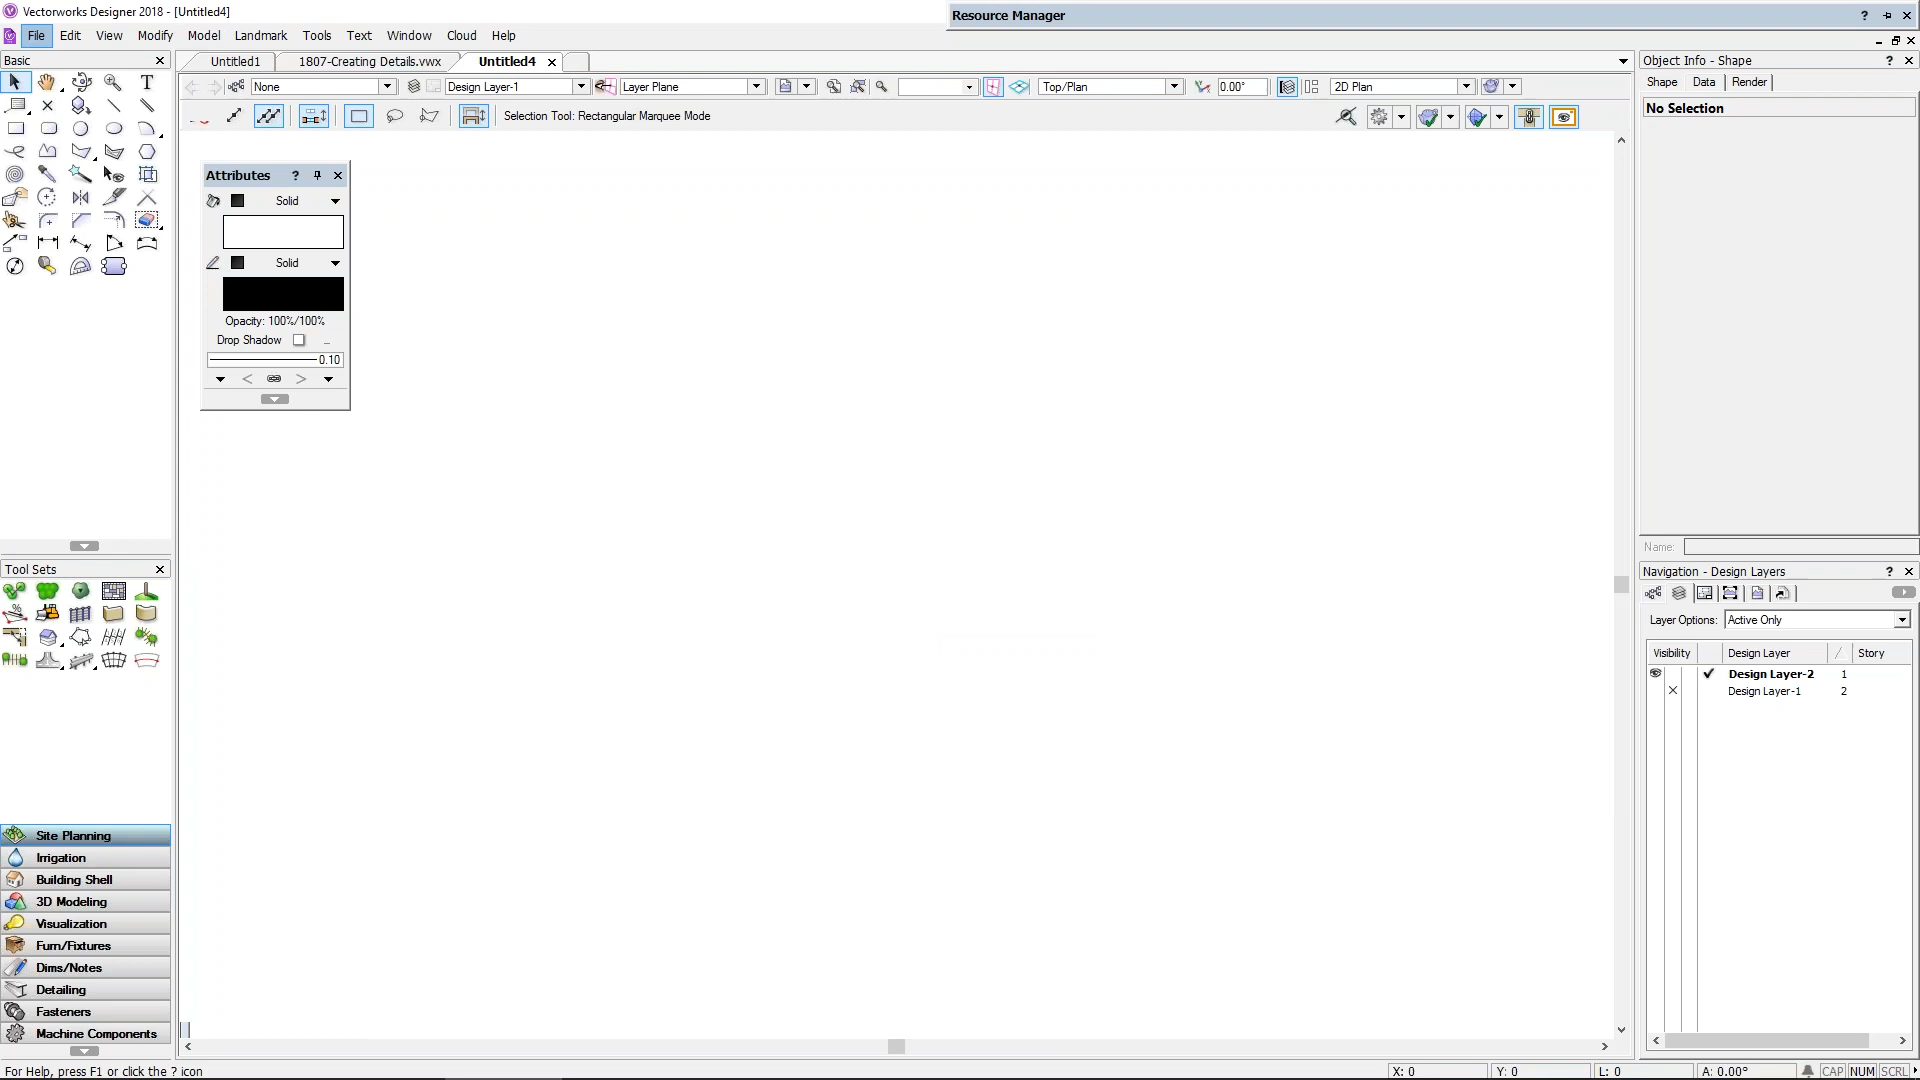 Vectorworks Designer 2018 - [Untitled4]
Resource Manager
File Edit View Modify Model Landmark Tools Text Window Cloud Help
Basic
Untitled1
1807-Creating Details.vwx
Untitled4
Object Info - Shape
None
Design Layer-1
Layer Plane
Top/Plan
0.00°
2D Plan
Shape Data Render
No Selection
Selection Tool: Rectangular Marquee Mode
Attributes
Solid
Solid
Opacity: 100%/100%
Drop Shadow
0.10
Name:
Tool Sets
Navigation - Design Layers
Layer Options: Active Only
Visibility Design Layer Story
Design Layer-2 1
Design Layer-1 2
Site Planning
Irrigation
Building Shell
3D Modeling
Visualization
Furn/Fixtures
Dims/Notes
Detailing
Fasteners
Machine Components
For Help, press F1 or click the ? icon
X: 0
Y: 0
L: 0
A: 0.00°
CAP NUM SCRL